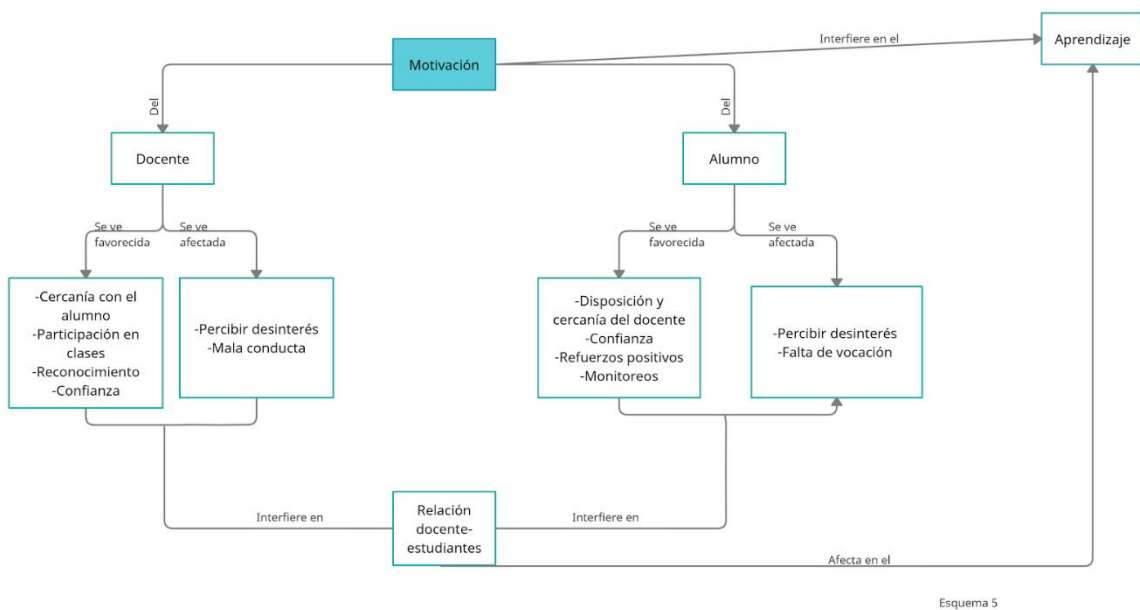 Motivación
Interfiere en el
Aprendizaje
Del
Del
Docente
Alumno
Se ve
favorecida
Se ve
afectada
Se ve
favorecida
Se ve
afectada
-Cercanía con el
alumno
-Participación en
clases
-Reconocimiento
-Confianza
-Percibir desinterés
-Mala conducta
-Disposición y
cercanía del docente
-Confianza
-Refuerzos positivos
-Monitoreos
-Percibir desinterés
-Falta de vocación
Interfiere en
Relación
docente-
estudiantes
Interfiere en
Afecta en el
Esquema 5